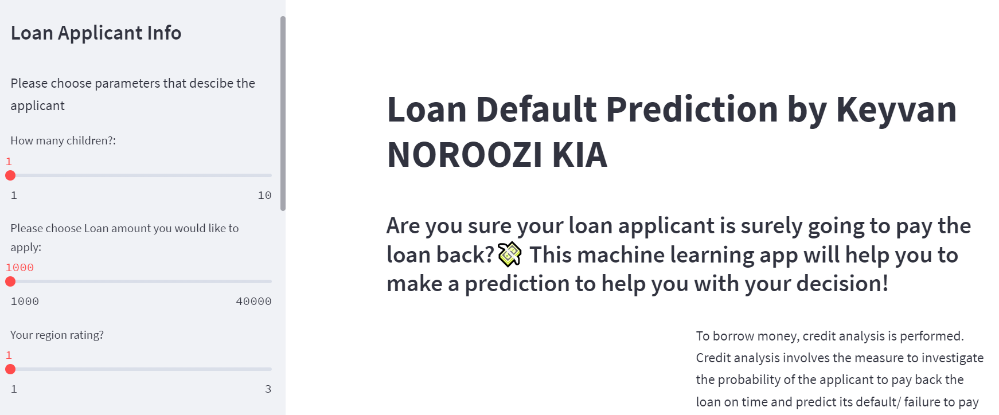 Loan Applicant Info
Please choose parameters that descibe the
applicant
How many children?:
1
1 10
Please choose Loan amount you would like to
apply:
1000
1000 40000
Your region rating?
1
1 3
Loan Default Prediction by Keyvan
NOROOZI KIA
Are you sure your loan applicant is surely going to pay the
loan back?💸 This machine learning app will help you to
make a prediction to help you with your decision!
To borrow money, credit analysis is performed.
Credit analysis involves the measure to investigate
the probability of the applicant to pay back the
loan on time and predict its default/ failure to pay